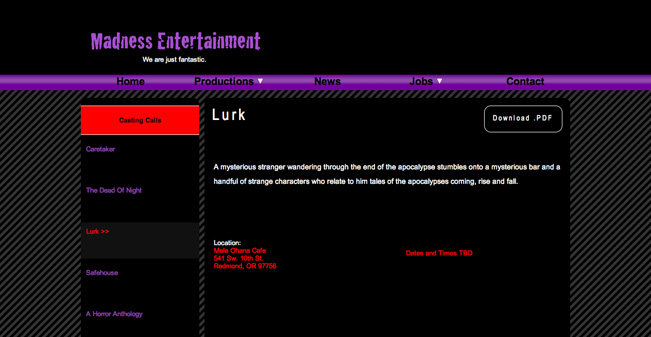 Madness Entertainment
We are just fantastic.
Home Productions ▼ News Jobs ▼ Contact
Casting Calls
Caretaker
The Dead Of Night
Lurk >>
Safehouse
A Horror Anthology
Lurk
Download .PDF
A mysterious stranger wandering through the end of the apocalypse stumbles onto a mysterious bar and a
handful of strange characters who relate to him tales of the apocalypses coming, rise and fall.
Location:
Mele Ohana Cafe
541 Sw. 10th St.
Redmond, OR 97756
Dates and Times TBD